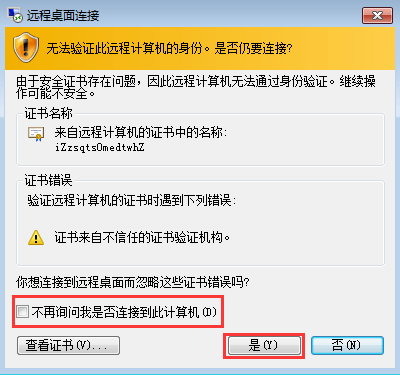 远程桌面连接
无法验证此远程计算机的身份。是否仍要连接?
由于安全证书存在问题，因此远程计算机无法通过身份验证。继续操作
可能不安全。
证书名称
来自远程计算机的证书中的名称:
iZzsqts0medtwhZ
证书错误
验证远程计算机的证书时遇到下列错误:
证书来自不信任的证书验证机构。
你想连接到远程桌面而忽略这些证书错误吗?
不再询问我是否连接到此计算机(D)
查看证书(V)...
是(Y)
否(N)